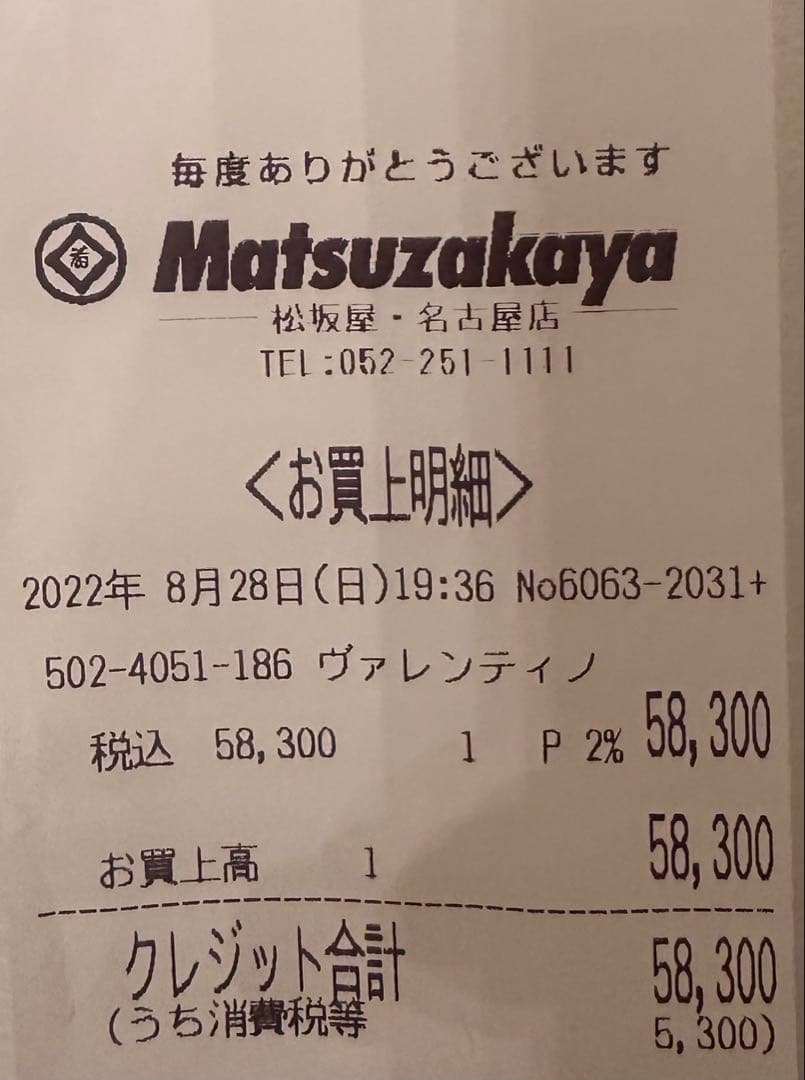 毎度ありがとうございます
Matsuzakaya
松坂屋・名古屋店
TEL:052-251-1111
<お買上明細>
2022年 8月28日(日)19:36 No6063-2031+
502-4051-186 ヴァレンティノ
税込 58,300 1 P 2% 58,300
お買上高 1 58,300
クレジット合計 58,300
(うち消費税等 5,300)